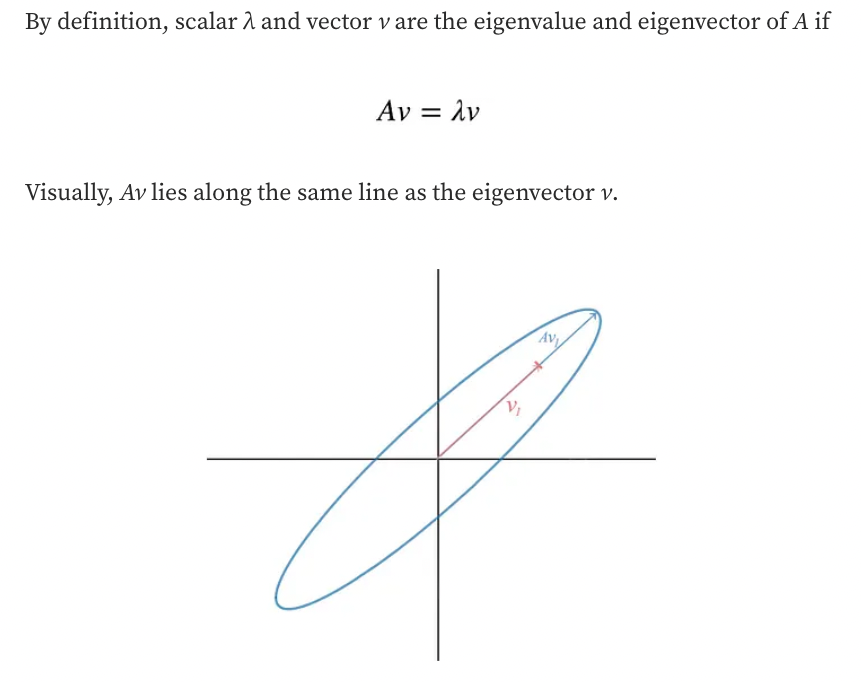 By definition, scalar λ and vector v are the eigenvalue and eigenvector of A if
Av = λv
Visually, Av lies along the same line as the eigenvector v.
Av₁
v₁